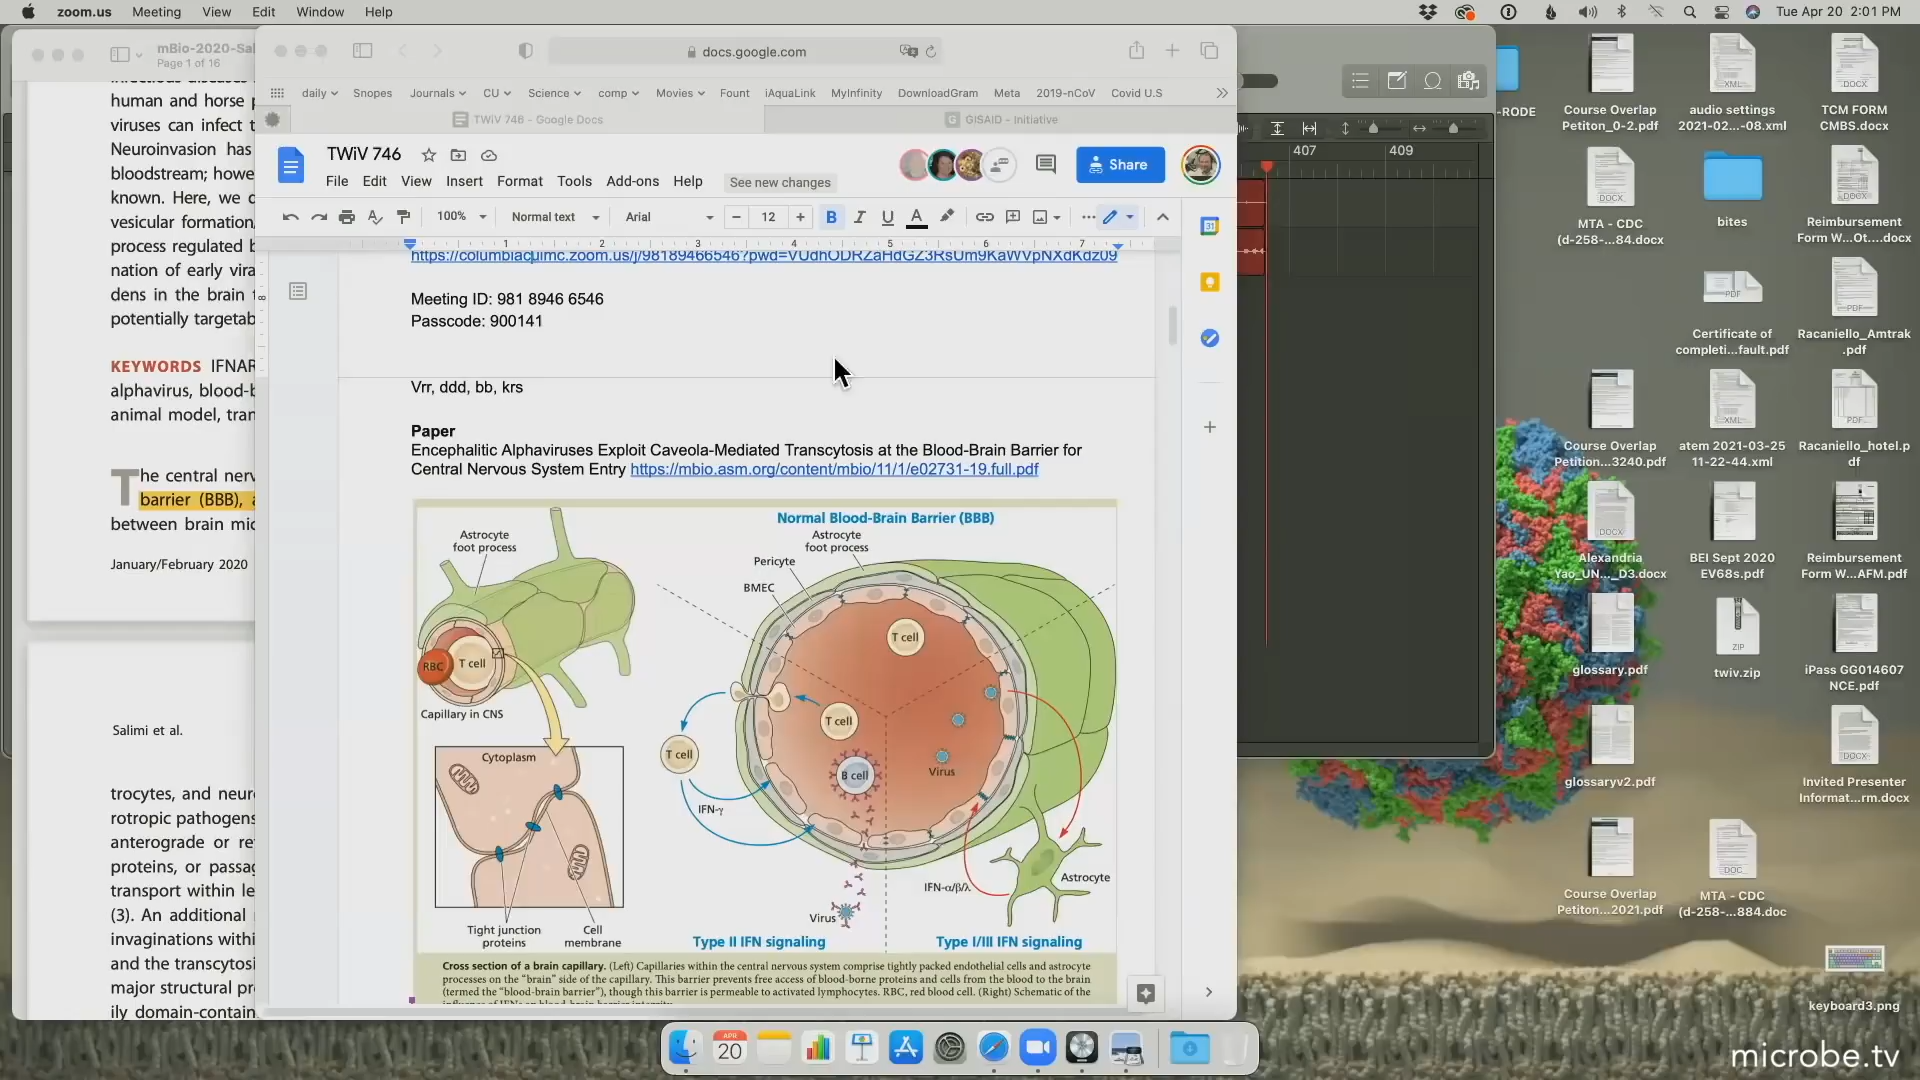 zoom.us Meeting View Edit Window Help
Tue Apr 20 2:01 PM
mBio-2020-Sal
Page 1 of 16
human and horse p
viruses can infect t
Neuroinvasion has
bloodstream; howe
known. Here, we d
vesicular formation,
process regulated b
nation of early vira
dens in the brain t
potentially targetab
KEYWORDS IFNAR
alphavirus, blood-b
animal model, tran
The central nerv
barrier (BBB), a
between brain mic
January/February 2020
Salimi et al.
trocytes, and neuro
rotropic pathogens
anterograde or re
proteins, or passag
transport within le
(3). An additional
invaginations withi
and the transcytosi
major structural pr
ily domain-contain
docs.google.com
daily Snopes Journals CU Science comp Movies Fount iAquaLink MyInfinity DownloadGram Meta 2019-nCoV Covid U.S
TWiV 746 - Google Docs
GISAID - Initiative
TWiV 746
Share
File Edit View Insert Format Tools Add-ons Help
See new changes
100% Normal text Arial 12 B I U A
1 2 3 4 5 6 7
https://columbiacuimc.zoom.us/j/98189466546?pwd=VUdhODRZaHdGZ3RsUm9KaWVpNXdKdz09
Meeting ID: 981 8946 6546
Passcode: 900141
Vrr, ddd, bb, krs
Paper
Encephalitic Alphaviruses Exploit Caveola-Mediated Transcytosis at the Blood-Brain Barrier for
Central Nervous System Entry https://mbio.asm.org/content/mbio/11/1/e02731-19.full.pdf
Normal Blood-Brain Barrier (BBB)
Astrocyte
foot process
Astrocyte
foot process
Pericyte
BMEC
T cell
RBC
T cell
Capillary in CNS
T cell
T cell
B cell
Virus
IFN-γ
Cytoplasm
Astrocyte
IFN-α/β/λ
Virus
Tight junction
proteins
Cell
membrane
Type II IFN signaling
Type I/III IFN signaling
Cross section of a brain capillary. (Left) Capillaries within the central nervous system comprise tightly packed endothelial cells and astrocyte
processes on the “brain” side of the capillary. This barrier prevents free access of blood-borne proteins and cells from the blood to the brain
(termed the “blood-brain barrier”), though this barrier is permeable to activated lymphocytes. RBC, red blood cell. (Right) Schematic of the
407 409
-RODE
Course Overlap
Petiton_0-2.pdf
audio settings
2021-02...-08.xml
TCM FORM
CMBS.docx
MTA - CDC
(d-258-...84.docx
bites
Reimbursement
Form W...Ot....docx
Certificate of
completi...fault.pdf
Racaniello_Amtrak
.pdf
Course Overlap
Petition...3240.pdf
atem 2021-03-25
11-22-44.xml
Racaniello_hotel.p
df
Alexandria
Yao_UN..._D3.docx
BEI Sept 2020
EV68s.pdf
Reimbursement
Form W...AFM.pdf
glossary.pdf
twiv.zip
iPass GG014607
NCE.pdf
glossaryv2.pdf
Invited Presenter
Informat...rm.docx
Course Overlap
Petiton...2021.pdf
MTA - CDC
(d-258-...884.doc
keyboard3.png
APR
20
microbe.tv